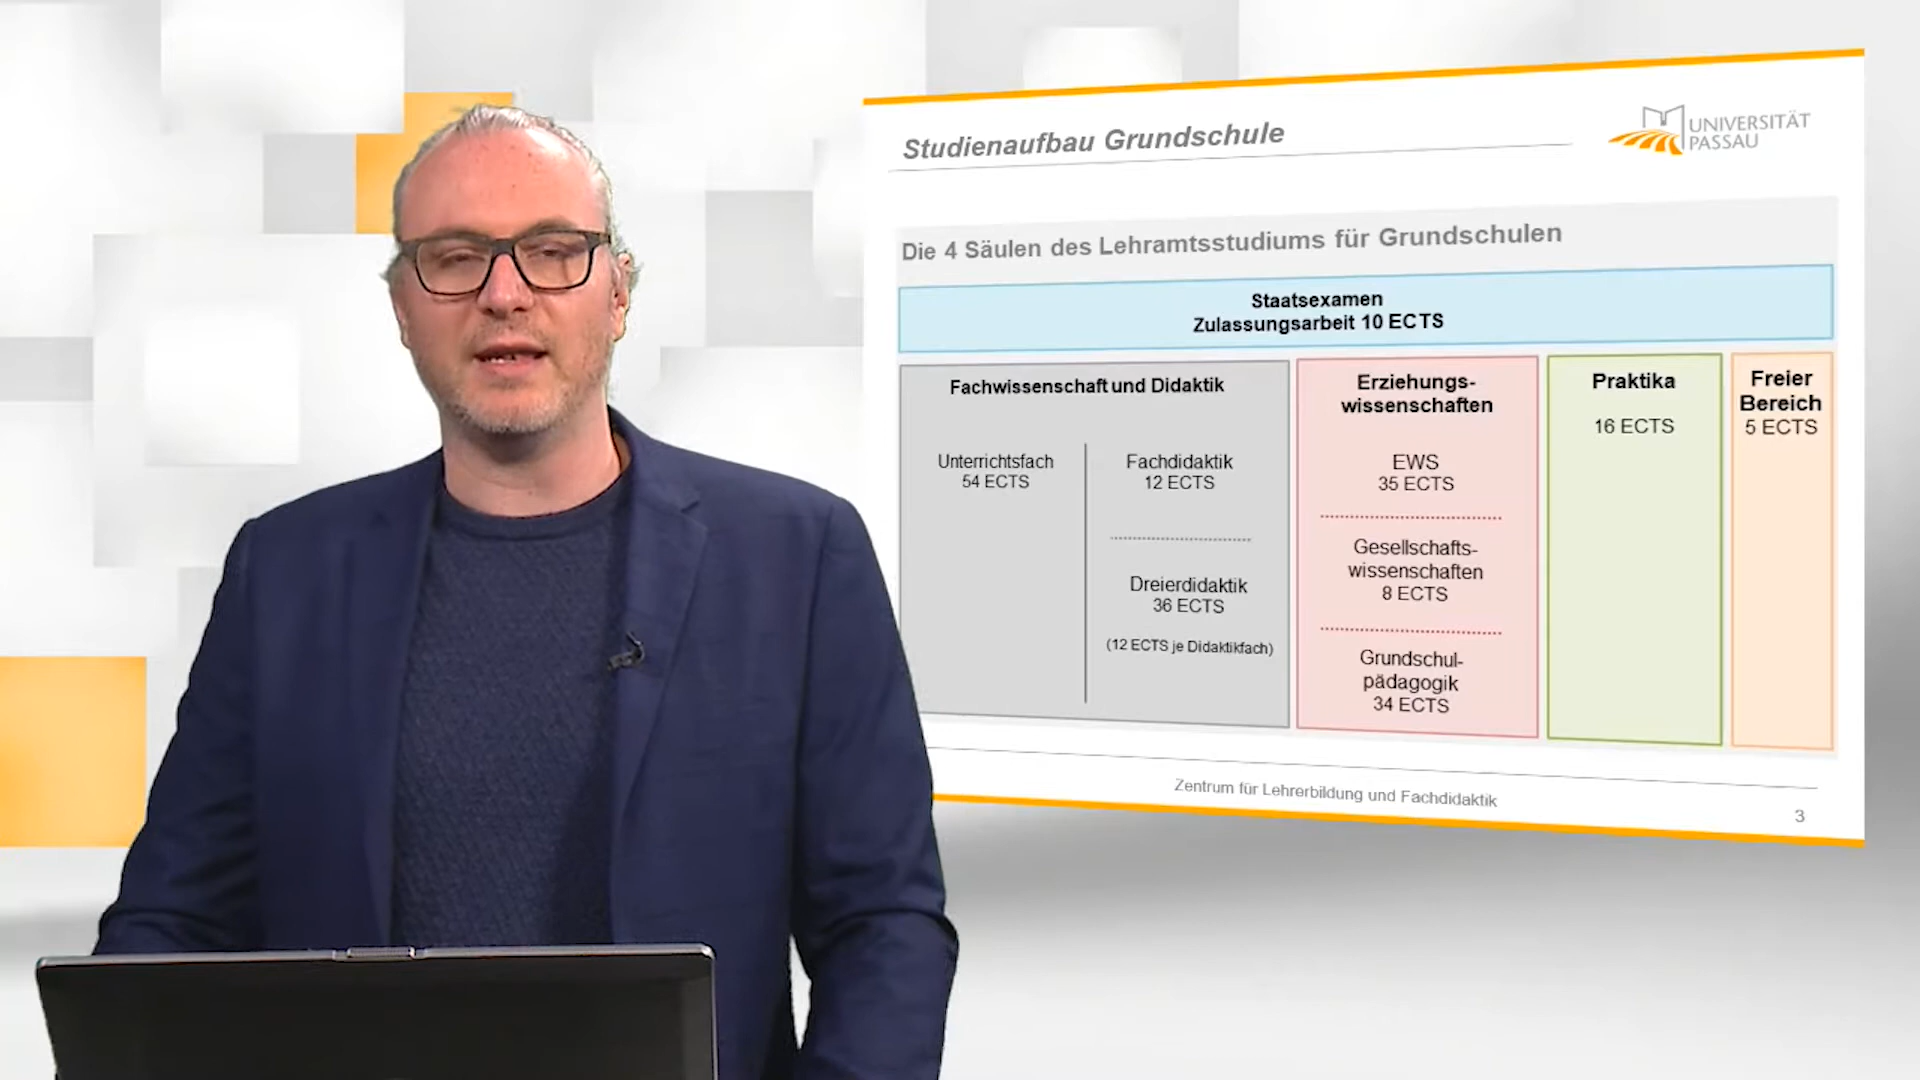 Studienaufbau Grundschule
UNIVERSITÄT
PASSAU
Die 4 Säulen des Lehramtsstudiums für Grundschulen
Staatsexamen
Zulassungsarbeit 10 ECTS
Fachwissenschaft und Didaktik
Unterrichtsfach
54 ECTS
Fachdidaktik
12 ECTS
Dreierdidaktik
36 ECTS
(12 ECTS je Didaktikfach)
Erziehungs-
wissenschaften
EWS
35 ECTS
Gesellschafts-
wissenschaften
8 ECTS
Grundschul-
pädagogik
34 ECTS
Praktika
16 ECTS
Freier
Bereich
5 ECTS
Zentrum für Lehrerbildung und Fachdidaktik
3